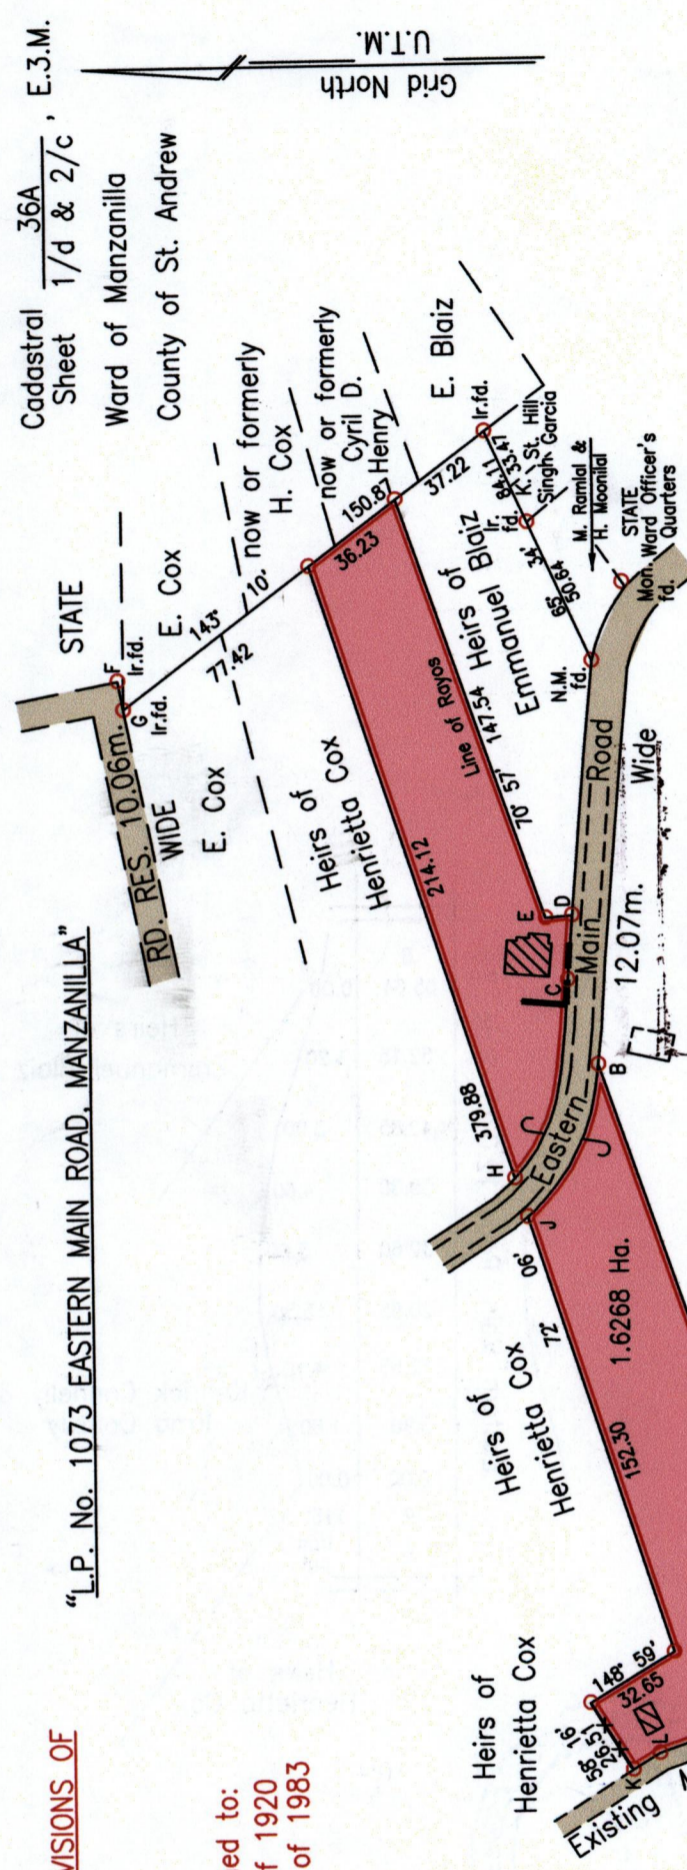 Cadastral 36A
Sheet 1/d & 2/c , E.3.M.
Ward of Manzanilla
County of St. Andrew
U.T.M.
Grid North
"L.P. No. 1073 EASTERN MAIN ROAD, MANZANILLA"
VISIONS OF
ed to:
f 1920
of 1983
STATE
F
Ir.fd.
G
Ir.fd.
RD. RES. 10.06m.
WIDE
E. Cox
E. Cox
143° 10'
77.42
now or formerly
H. Cox
now or formerly
Cyril D.
Henry
150.87
36.23
37.22
E. Blaiz
Ir.fd.
84.11
33.47
K. St. Hill
Singh Garcia
Ir.
fd.
34'
65
50.64
M. Ramlal &
H. Moonilal
STATE
Ward Officer's
Quarters
Mon.
fd.
N.M.
fd.
Heirs of
Emmanuel Blaiz
Line of Rayos
70° 57' 147.54
Heirs of
Henrietta Cox
214.12
379.88
E
D
C
B
H
J
Eastern Main Road
12.07m. Wide
1.6268 Ha.
72° 06
152.30
Heirs of
Henrietta Cox
Heirs of
Henrietta Cox
148° 59'
32.65
58° 16'
26.51
K
L
Existing